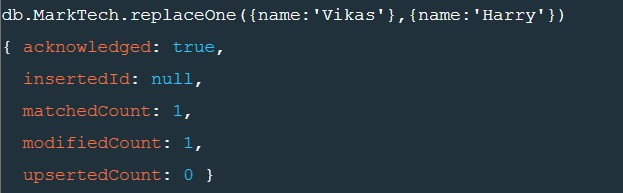 db.MarkTech.replaceOne({name:'Vikas'},{name:'Harry'})
{ acknowledged: true,
insertedId: null,
matchedCount: 1,
modifiedCount: 1,
upsertedCount: 0 }